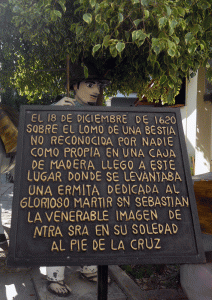 EL 18 DE DICIEMBRE DE 1620
SOBRE EL LOMO DE UNA BESTIA
NO RECONOCIDA POR NADIE
COMO PROPIA EN UNA CAJA
DE MADERA LLEGO A ESTE
LUGAR DONDE SE LEVANTABA
UNA ERMITA DEDICADA AL
GLORIOSO MARTIR SN SEBASTIAN
LA VENERABLE IMAGEN DE
NTRA SRA EN SU SOLEDAD
AL PIE DE LA CRUZ